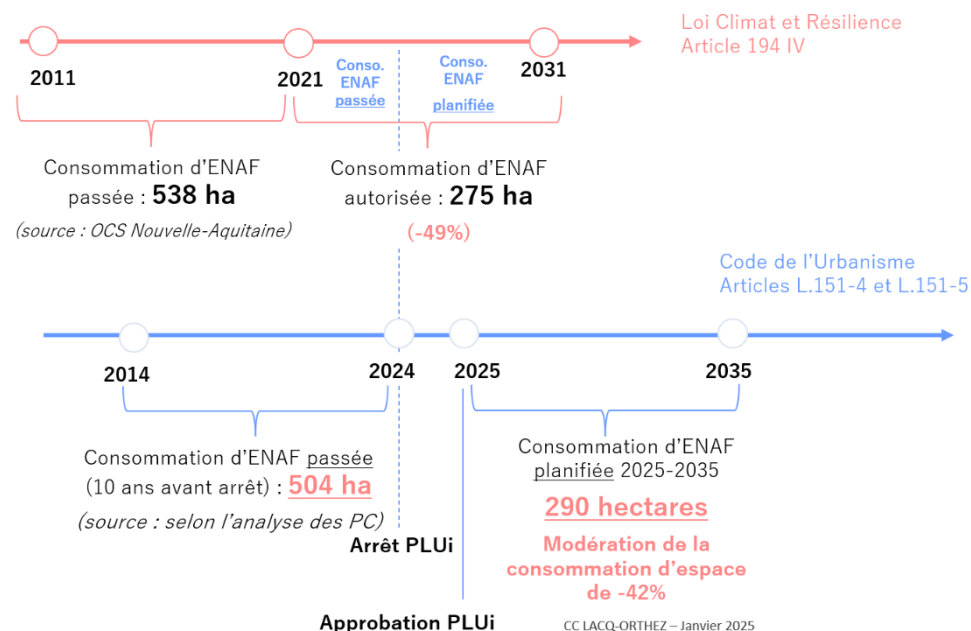 Loi Climat et Résilience
Article 194 IV
2011
2021
2031
Conso.
ENAF
passée
Conso.
ENAF
planifiée
Consommation d’ENAF
passée : 538 ha
(source : OCS Nouvelle-Aquitaine)
Consommation d’ENAF
autorisée : 275 ha
(-49%)
Code de l’Urbanisme
Articles L.151-4 et L.151-5
2014
2024
2025
2035
Consommation d’ENAF passée
(10 ans avant arrêt) : 504 ha
(source : selon l’analyse des PC)
Consommation d’ENAF
planifiée 2025-2035
290 hectares
Modération de la
consommation d’espace
de -42%
Arrêt PLUi
Approbation PLUi
CC LACQ-ORTHEZ – Janvier 2025